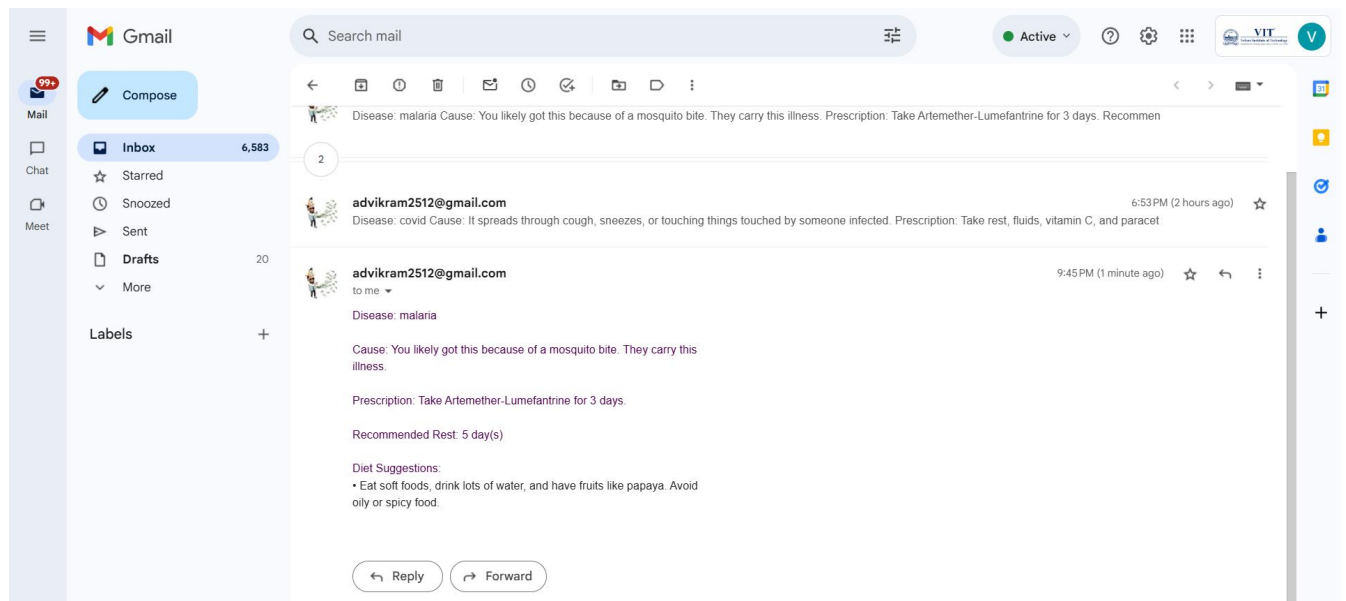 Gmail
Search mail
Active
VIT
V
99+
Mail
Compose
31
Disease: malaria Cause: You likely got this because of a mosquito bite. They carry this illness. Prescription: Take Artemether-Lumefantrine for 3 days. Recommen
Inbox 6,583
2
Chat
Starred
Snoozed
advikram2512@gmail.com 6:53 PM (2 hours ago)
Disease: covid Cause: It spreads through cough, sneezes, or touching things touched by someone infected. Prescription: Take rest, fluids, vitamin C, and paracet
Meet
Sent
Drafts 20
More
advikram2512@gmail.com 9:45 PM (1 minute ago)
to me
Labels
Disease: malaria
Cause: You likely got this because of a mosquito bite. They carry this
illness.
Prescription: Take Artemether-Lumefantrine for 3 days.
Recommended Rest: 5 day(s)
Diet Suggestions:
• Eat soft foods, drink lots of water, and have fruits like papaya. Avoid
oily or spicy food.
Reply Forward